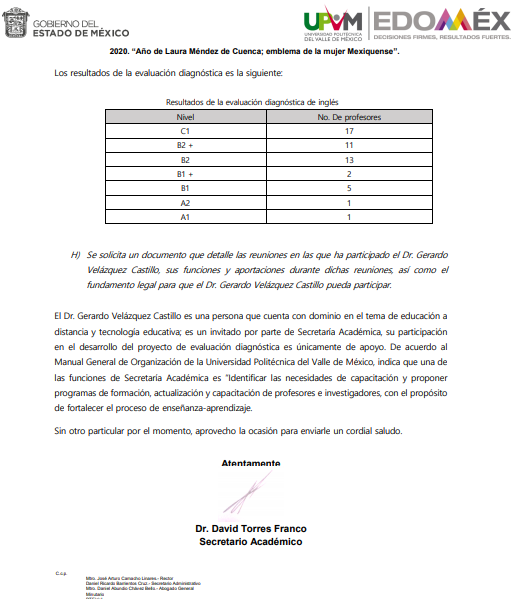 GOBIERNO DEL
ESTADO DE MÉXICO
UPVM
UNIVERSIDAD POLITÉCNICA
DEL VALLE DE MÉXICO
EDOMÉX
DECISIONES FIRMES, RESULTADOS FUERTES.
2020. “Año de Laura Méndez de Cuenca; emblema de la mujer Mexiquense”.
Los resultados de la evaluación diagnóstica es la siguiente:
Resultados de la evaluación diagnóstica de inglés
Nivel No. De profesores
C1 17
B2 + 11
B2 13
B1 + 2
B1 5
A2 1
A1 1
H) Se solicita un documento que detalle las reuniones en las que ha participado el Dr. Gerardo
Velázquez Castillo, sus funciones y aportaciones durante dichas reuniones, así como el
fundamento legal para que el Dr. Gerardo Velázquez Castillo pueda participar.
El Dr. Gerardo Velázquez Castillo es una persona que cuenta con dominio en el tema de educación a
distancia y tecnología educativa; es un invitado por parte de Secretaría Académica, su participación
en el desarrollo del proyecto de evaluación diagnóstica es únicamente de apoyo. De acuerdo al
Manual General de Organización de la Universidad Politécnica del Valle de México, indica que una de
las funciones de Secretaría Académica es “Identificar las necesidades de capacitación y proponer
programas de formación, actualización y capacitación de profesores e investigadores, con el propósito
de fortalecer el proceso de enseñanza-aprendizaje.
Sin otro particular por el momento, aprovecho la ocasión para enviarle un cordial saludo.
Atentamente
Dr. David Torres Franco
Secretario Académico
C.c.p.
Mtro. José Arturo Camacho Linares.- Rector
Daniel Ricardo Barrientos Cruz.- Secretario Administrativo
Mtro. Daniel Abundio Chávez Bello.- Abogado General
Minutario